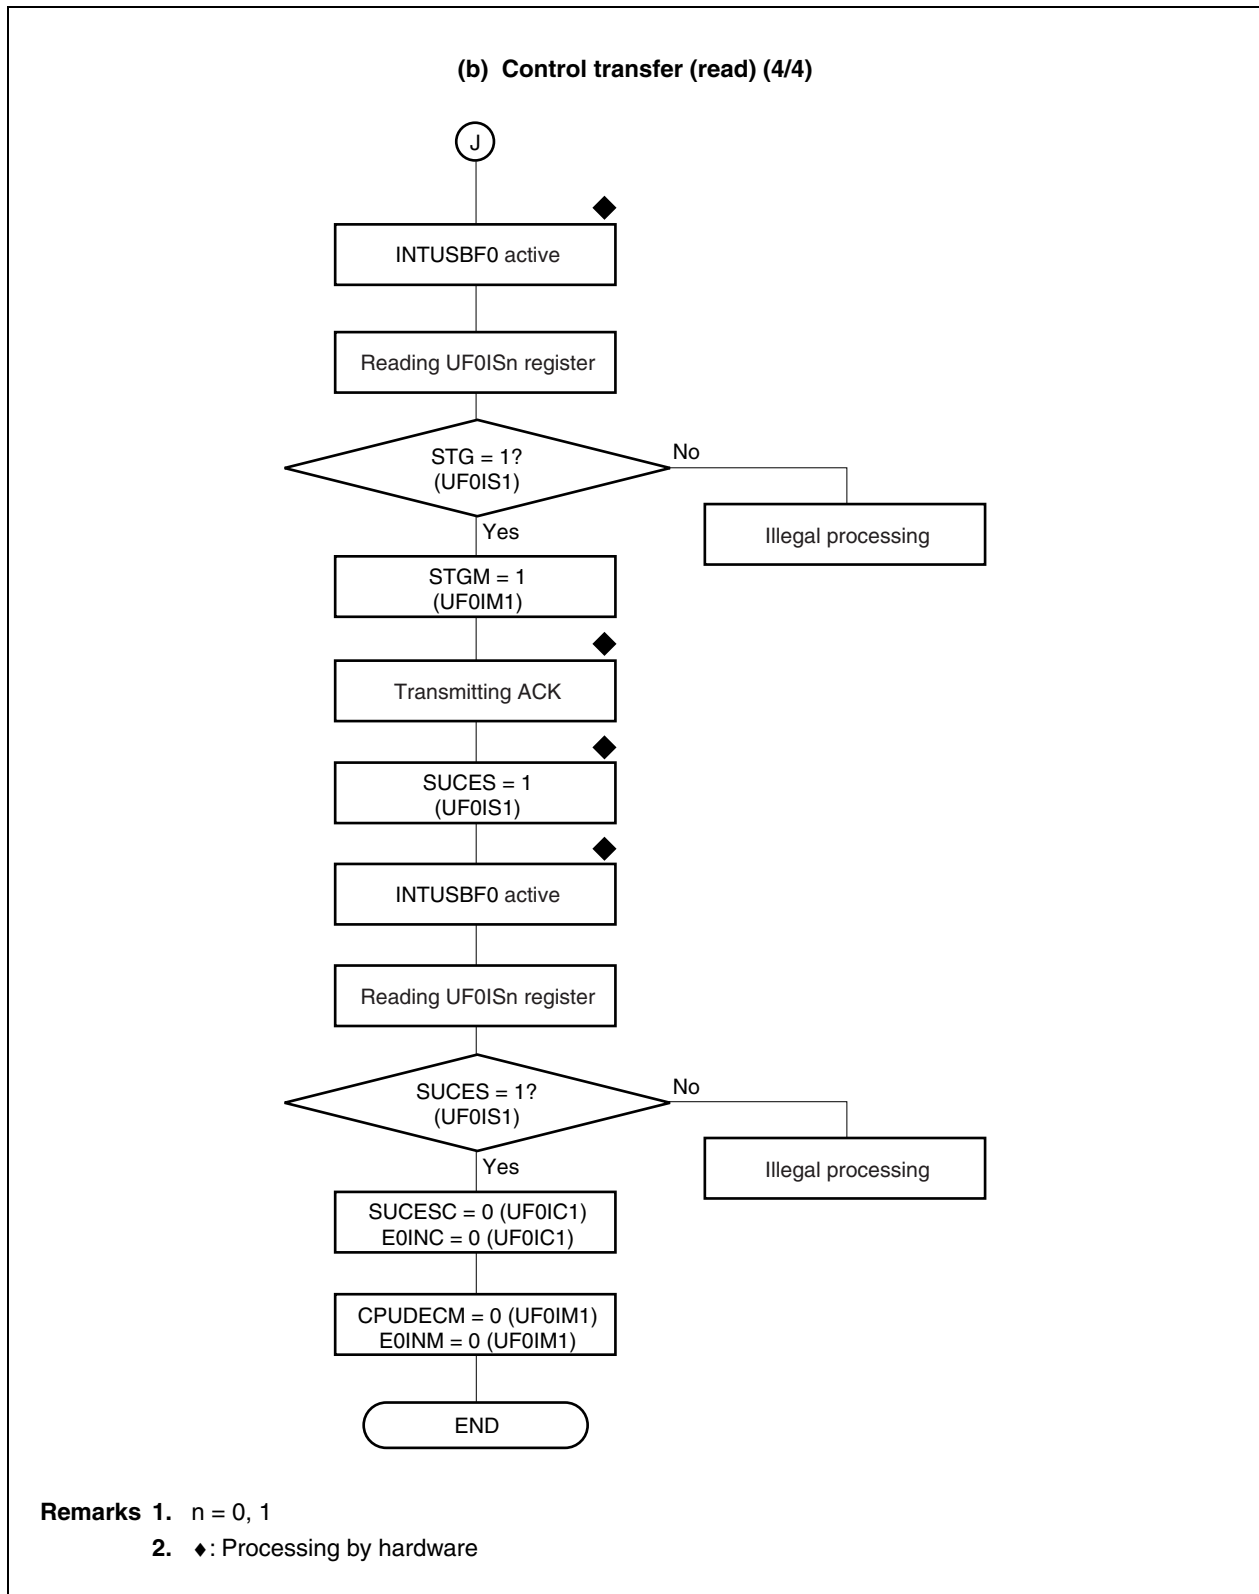 (b) Control transfer (read) (4/4)
J
INTUSBF0 active
Reading UF0ISn register
STG = 1?
(UF0IS1)
No
Illegal processing
Yes
STGM = 1
(UF0IM1)
Transmitting ACK
SUCES = 1
(UF0IS1)
INTUSBF0 active
Reading UF0ISn register
SUCES = 1?
(UF0IS1)
No
Illegal processing
Yes
SUCESC = 0 (UF0IC1)
E0INC = 0 (UF0IC1)
CPUDECM = 0 (UF0IM1)
E0INM = 0 (UF0IM1)
END
Remarks 1. n = 0, 1
2. ♦: Processing by hardware